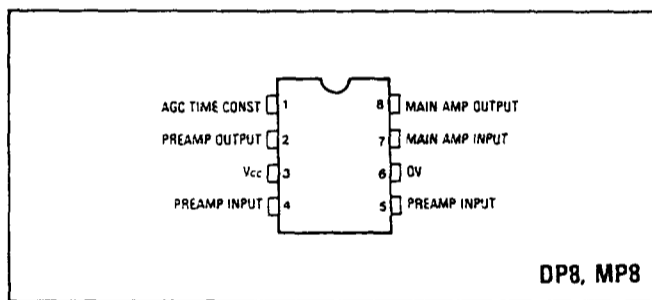 AGC TIME CONST 1 8 MAIN AMP OUTPUT
PREAMP OUTPUT 2 7 MAIN AMP INPUT
Vcc 3 6 0V
PREAMP INPUT 4 5 PREAMP INPUT
DP8, MP8